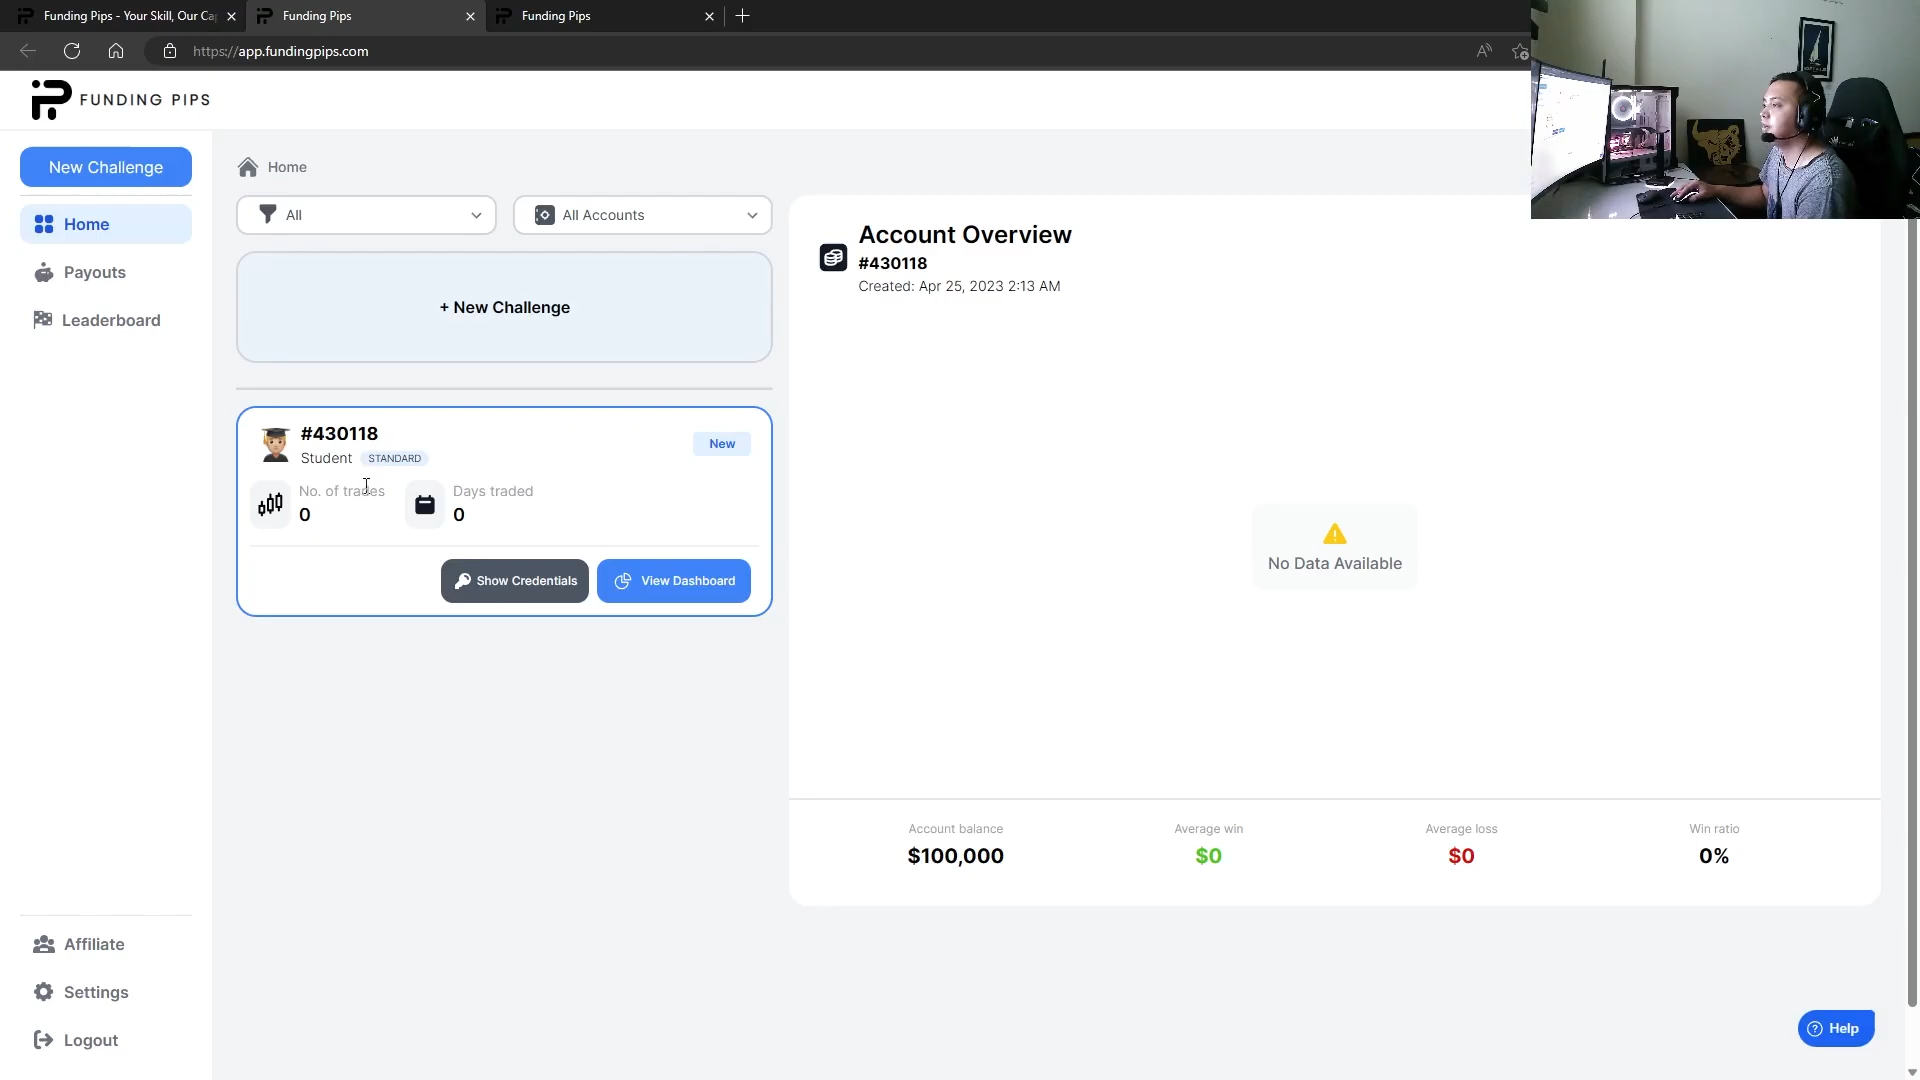 Funding Pips - Your Skill, Our Ca
Funding Pips
Funding Pips
https://app.fundingpips.com
FUNDING PIPS
New Challenge
Home
Payouts
Leaderboard
Affiliate
Settings
Logout
Home
All
All Accounts
+ New Challenge
#430118
Student STANDARD
New
No. of trades
0
Days traded
0
Show Credentials
View Dashboard
Account Overview
#430118
Created: Apr 25, 2023 2:13 AM
No Data Available
Account balance
$100,000
Average win
$0
Average loss
$0
Win ratio
0%
Help